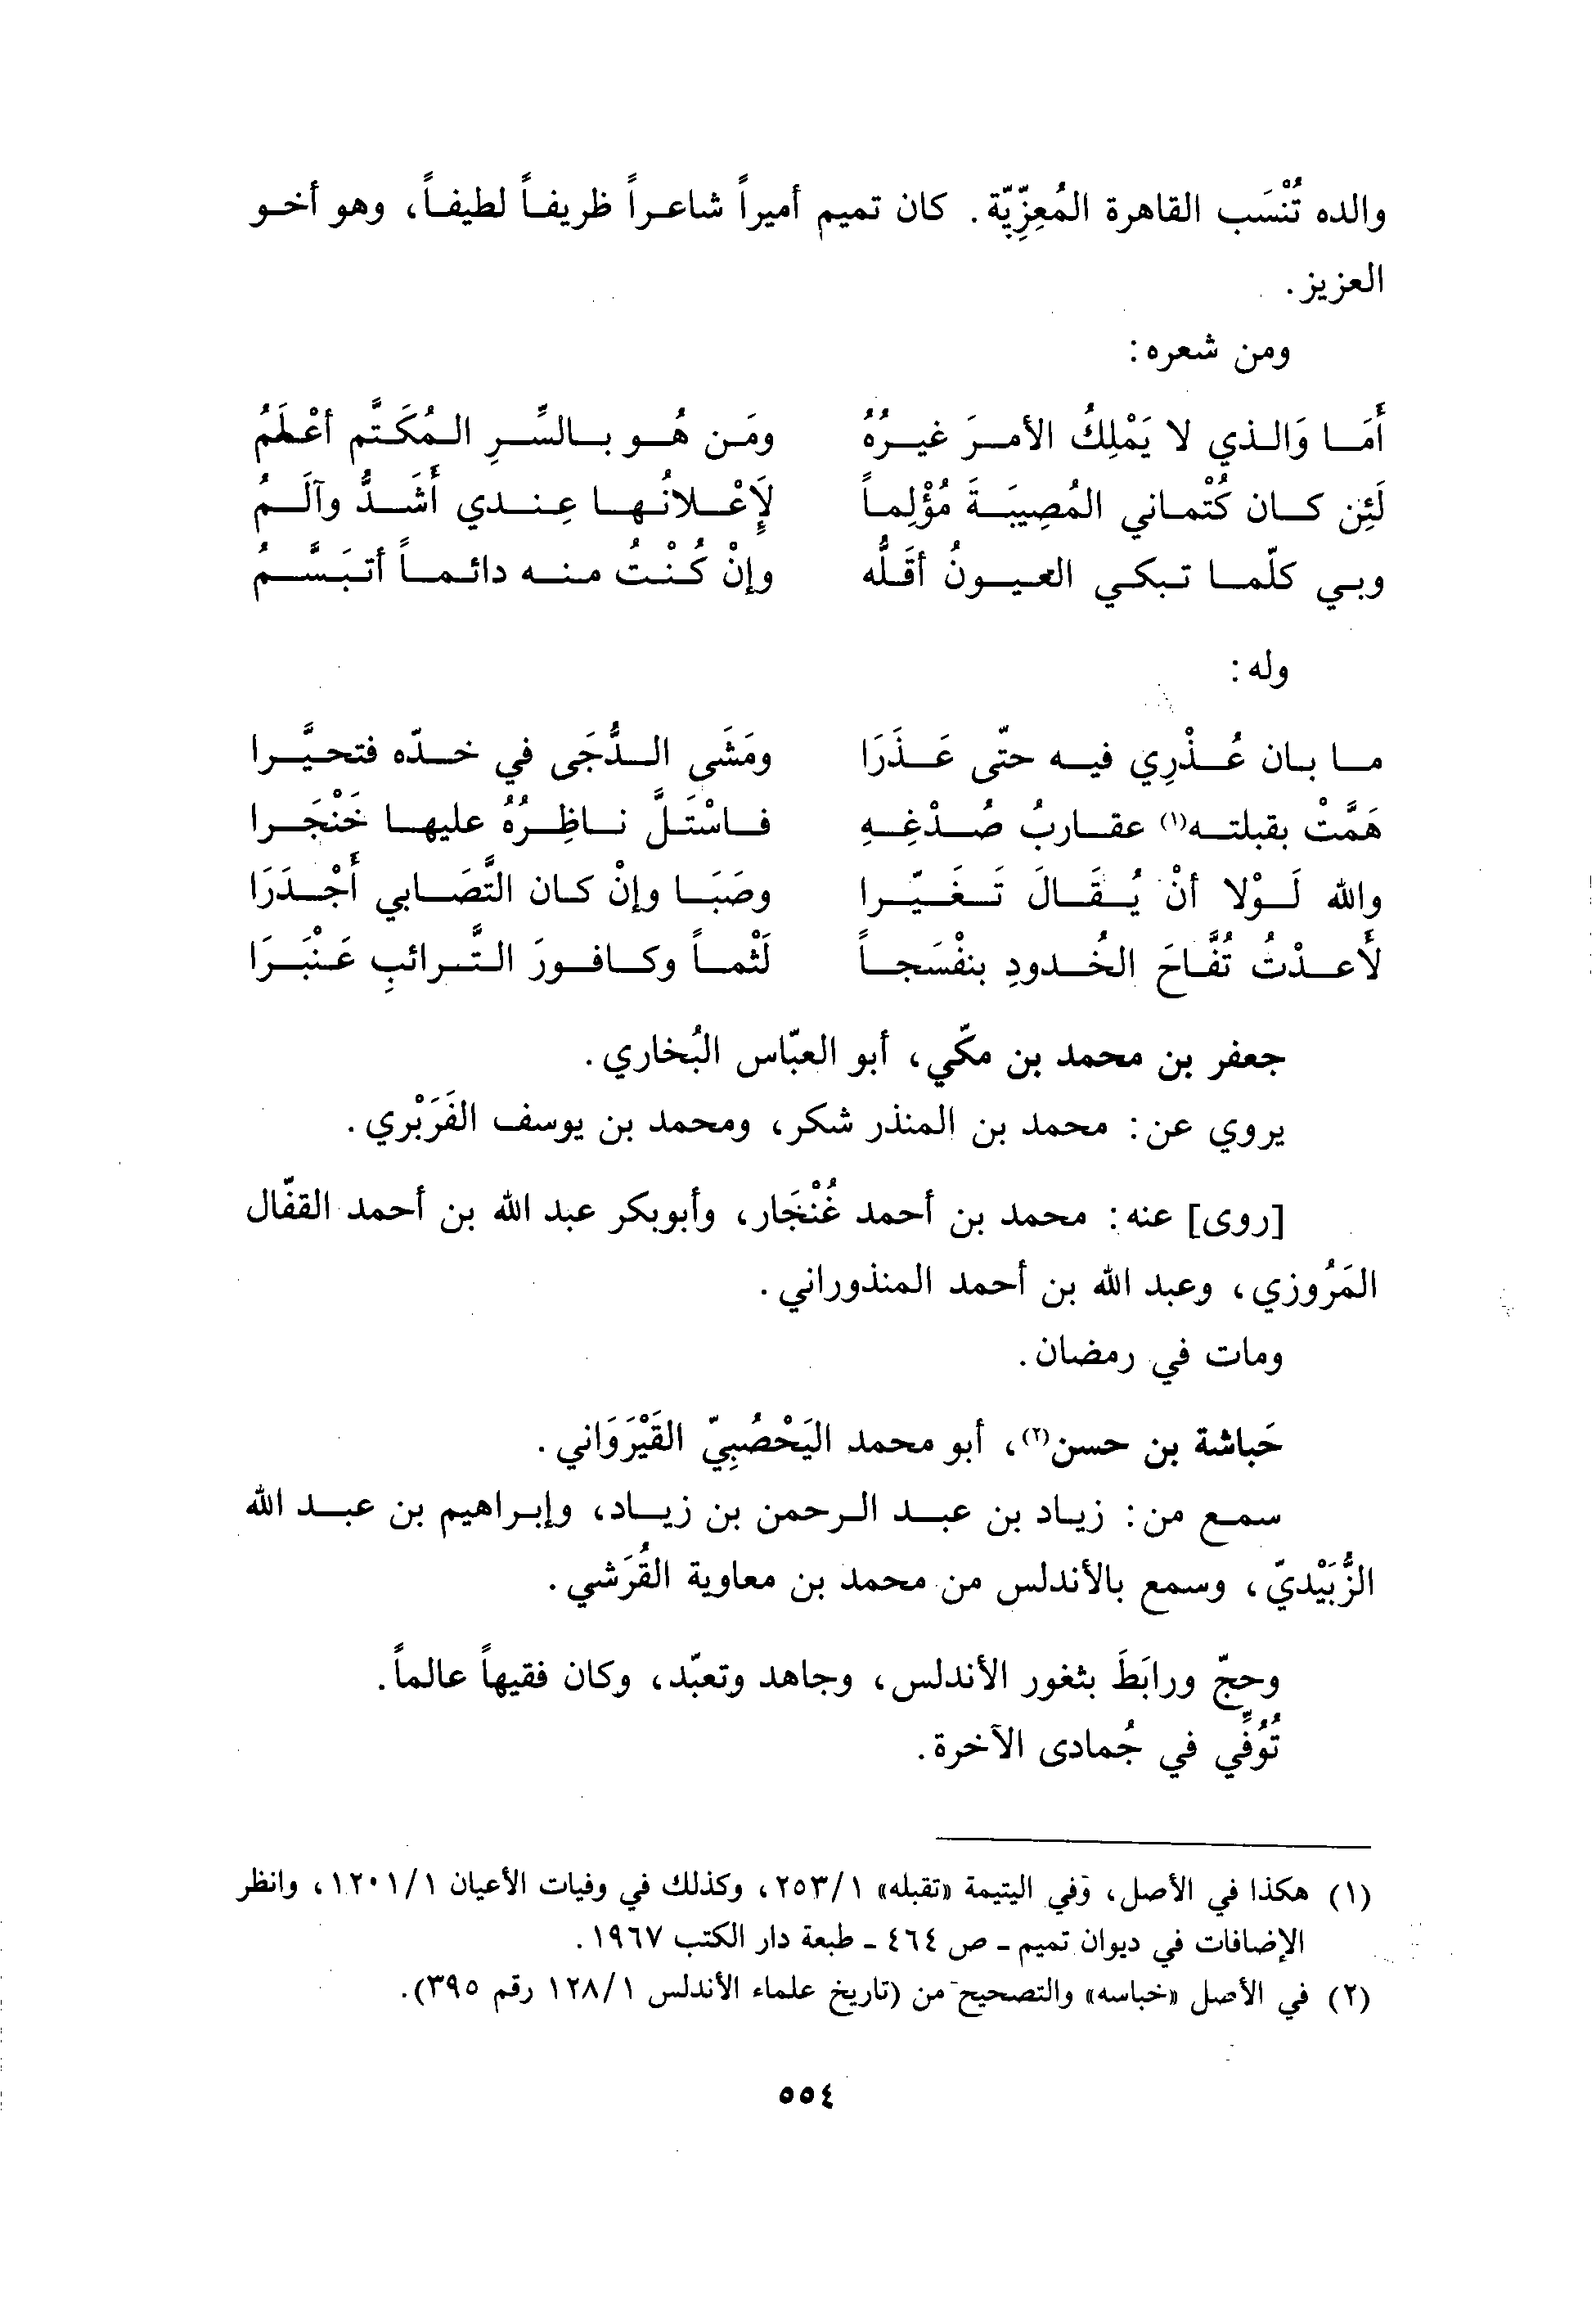 والده تُنْسَب القاهرة المُعِزِّيّة. كان تميم أميراً شاعراً ظريفاً لطيفاً، وهو أخو
العزيز.
ومن شعره:
أَمَا وَالذي لا يَمْلِكُ الأمرَ غيرُهُ ومَن هُو بالسِّرِ المُكَتَّم أعْلَمُ
لَئِن كان كُتْماني المُصِيبَةَ مُؤْلِماً لَإِعْلانُها عِندي أَشَدُّ وآلَمُ
وبي كلّما تبكي العيونُ أقَلُّه وإنْ كُنْتُ منه دائماً أتبَسَّمُ
وله:
ما بان عُذْرِي فيه حتّى عَذَرَا ومَشَى الدُّجَى في خدّه فتحيَّرا
هَمَّتْ بقبلته(١) عقاربُ صُدْغِهِ فاسْتَلَّ ناظِرُهُ عليها خَنْجَرا
والله لَوْلا أنْ يُقَالَ تَغَيّرا وصَبَا وإنْ كان التَّصَابي أَجْدَرَا
لأعدْتُ تُفَّاحَ الخُدودِ بنفْسَجاً لَثْماً وكافورَ التَّرائبِ عَنْبَرَا
جعفر بن محمد بن مكّي، أبو العبّاس البُخاري.
يروي عن: محمد بن المنذر شكر، ومحمد بن يوسف الفَرَبْري.
[روى] عنه: محمد بن أحمد غُنْجَار، وأبوبكر عبد الله بن أحمد القفّال
المَرُوزي، وعبد الله بن أحمد المنذوراني.
ومات في رمضان.
حَباشة بن حسن(٢)، أبو محمد اليَحْصُبِيّ القَيْرَوَاني.
سمع من: زياد بن عبد الرحمن بن زياد، وإبراهيم بن عبد الله
الزُّبَيْديّ، وسمع بالأندلس من محمد بن معاوية القُرَشي.
وحجّ ورابَطَ بثغور الأندلس، وجاهد وتعبّد، وكان فقيهاً عالماً.
تُوُفِّي في جُمادى الآخرة.
(١) هكذا في الأصل، وفي اليتيمة «تقبله» ٢٥٣/١، وكذلك في وفيات الأعيان ١٢٠١/١، وانظر
الإضافات في ديوان تميم ـ ص ٤٦٤ ـ طبعة دار الكتب ١٩٦٧.
(٢) في الأصل «خباسه» والتصحيح من (تاريخ علماء الأندلس ١٢٨/١ رقم ٣٩٥).
٥٥٤